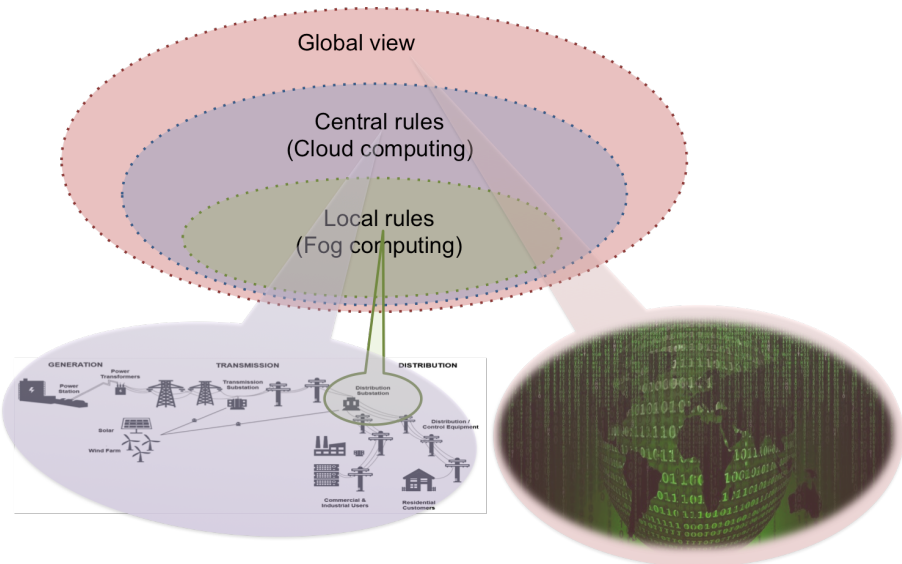 Global view
Central rules
(Cloud computing)
Local rules
(Fog computing)
GENERATION
TRANSMISSION
DISTRIBUTION
Power
Station
Power
Transformers
Transmission
Substation
Distribution
Substation
Solar
Wind Farm
Distribution /
Control Equipment
Commercial &
Industrial Users
Residential
Customers